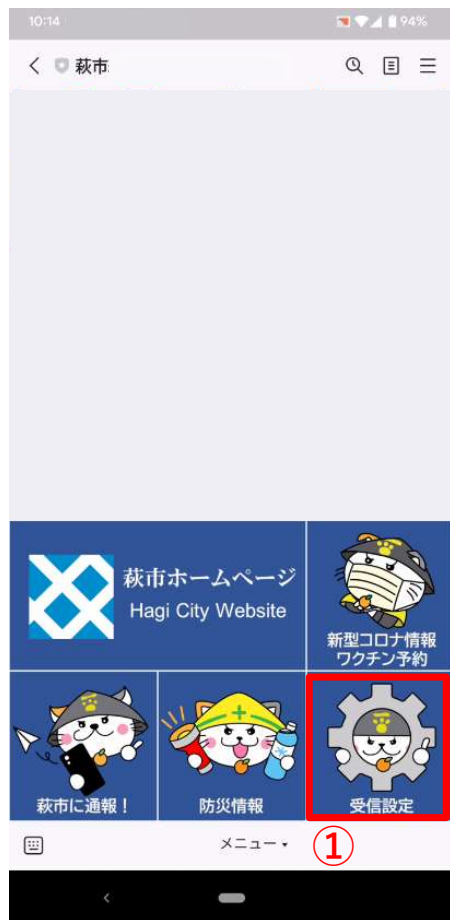 10:14 94%
萩市
萩市ホームページ
Hagi City Website
新型コロナ情報
ワクチン予約
萩市に通報！
防災情報
受信設定
メニュー ▾
①